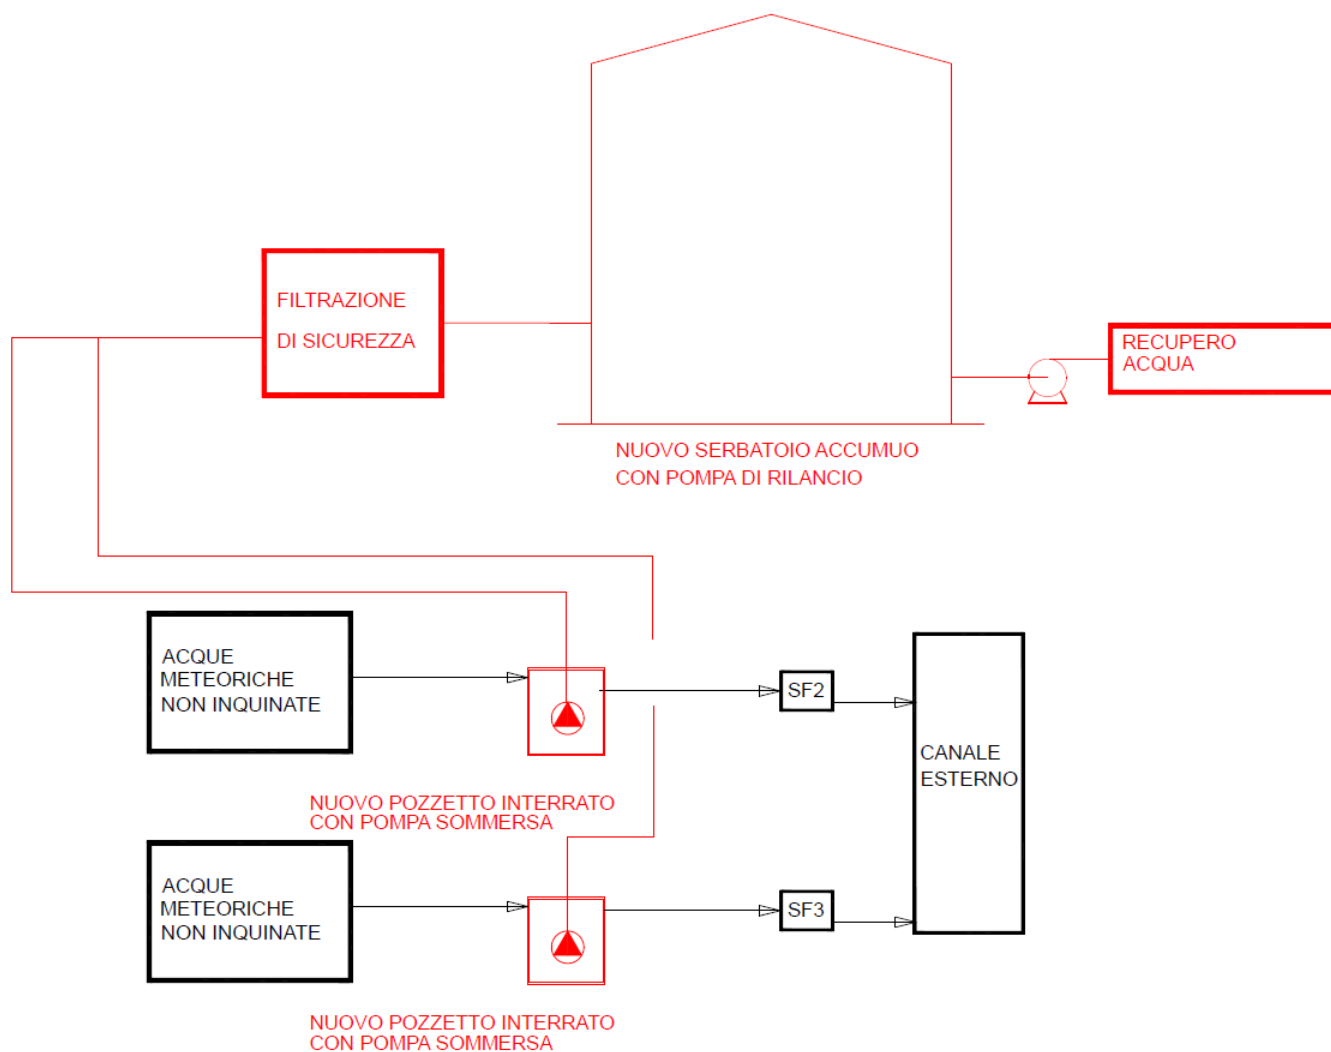 FILTRAZIONE
DI SICUREZZA
RECUPERO
ACQUA
NUOVO SERBATOIO ACCUMUO
CON POMPA DI RILANCIO
ACQUE
METEORICHE
NON INQUINATE
SF2
CANALE
ESTERNO
NUOVO POZZETTO INTERRATO
CON POMPA SOMMERSA
ACQUE
METEORICHE
NON INQUINATE
SF3
NUOVO POZZETTO INTERRATO
CON POMPA SOMMERSA